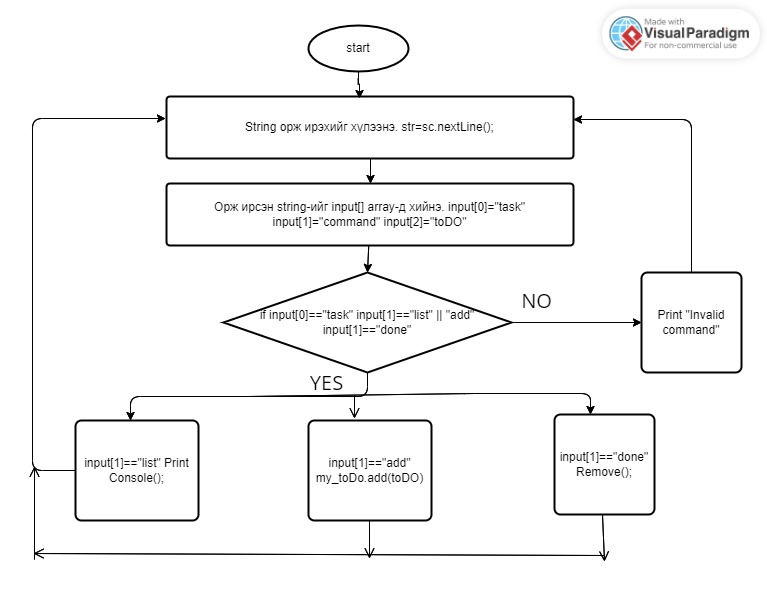 Made with
VisualParadigm
For non-commercial use
start
String орж ирэхийг хүлээнэ. str=sc.nextLine();
Орж ирсэн string-ийг input[] array-д хийнэ. input[0]="task"
input[1]="command" input[2]="toDO"
if input[0]=="task" input[1]=="list" || "add"
input[1]=="done"
NO
Print "Invalid
command"
YES
input[1]=="list" Print
Console();
input[1]=="add"
my_toDo.add(toDO)
input[1]=="done"
Remove();